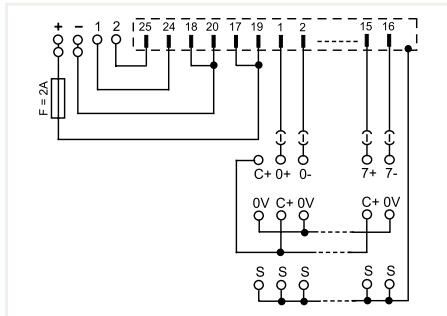 + − 1 2 25 24 18 20 17 19 1 2 15 16
F = 2A
C+ 0+ 0- 7+ 7-
0V C+ 0V C+ 0V
S S S S S